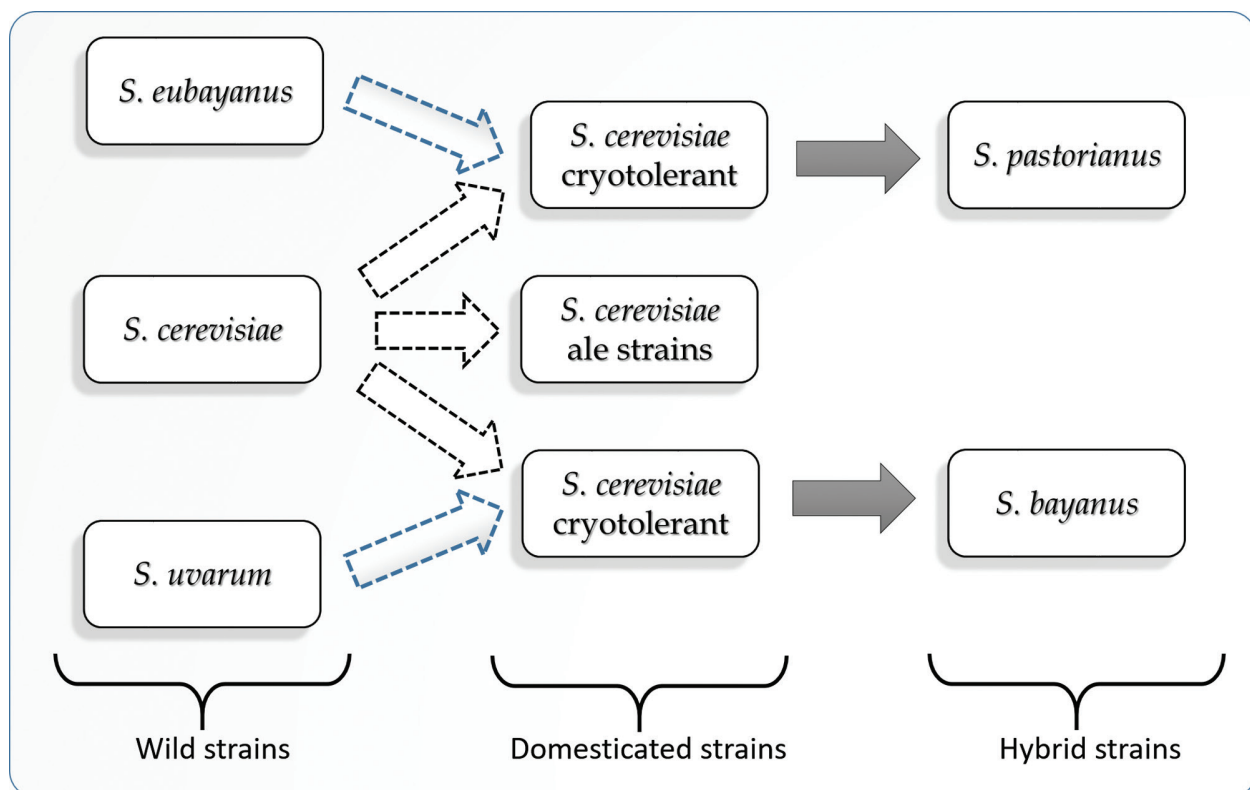 S. eubayanus
S. cerevisiae
cryotolerant
S. pastorianus
S. cerevisiae
S. cerevisiae
ale strains
S. uvarum
S. cerevisiae
cryotolerant
S. bayanus
Wild strains
Domesticated strains
Hybrid strains